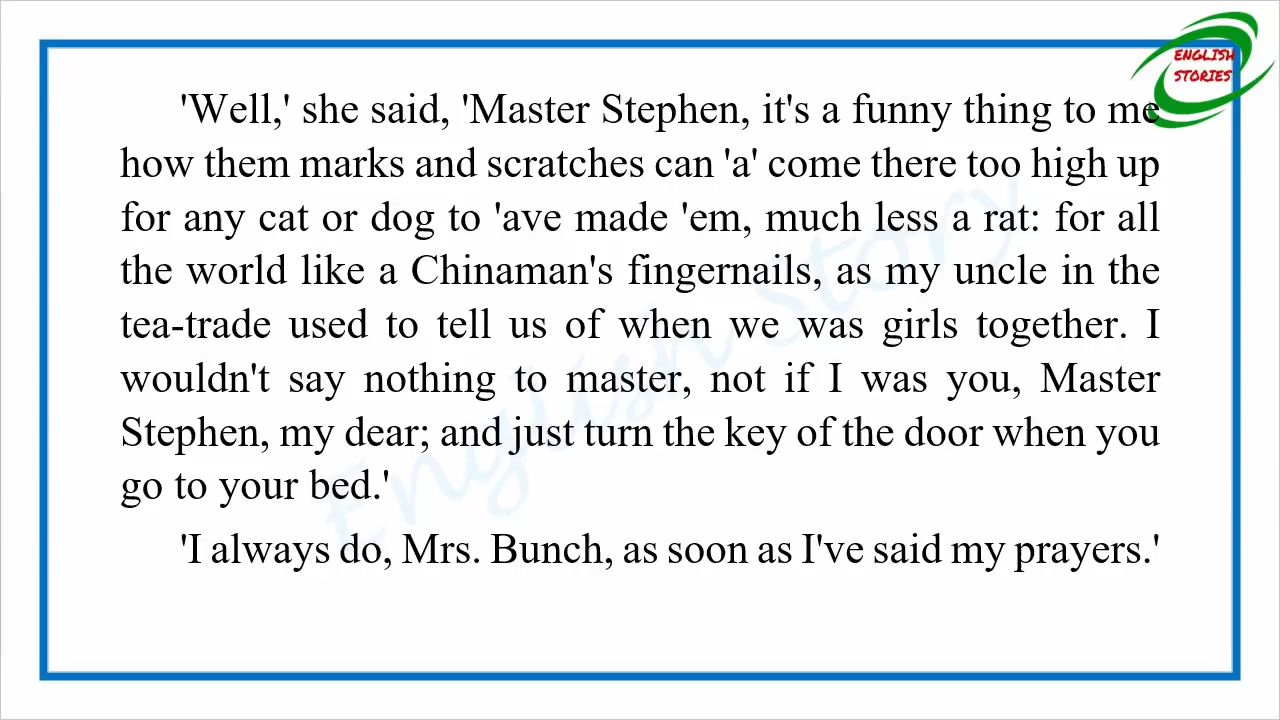 ENGLISH
STORIES
'Well,' she said, 'Master Stephen, it's a funny thing to me
how them marks and scratches can 'a' come there too high up
for any cat or dog to 'ave made 'em, much less a rat: for all
the world like a Chinaman's fingernails, as my uncle in the
tea-trade used to tell us of when we was girls together. I
wouldn't say nothing to master, not if I was you, Master
Stephen, my dear; and just turn the key of the door when you
go to your bed.'
'I always do, Mrs. Bunch, as soon as I've said my prayers.'
English Story